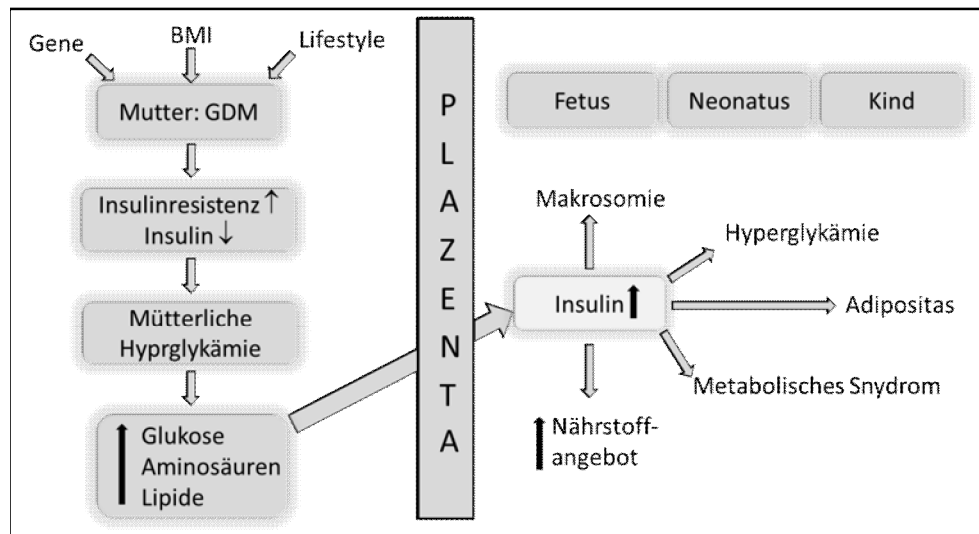 Gene
BMI
Lifestyle
Mutter: GDM
Insulinresistenz ↑
Insulin ↓
Mütterliche
Hyprglykämie
Glukose
Aminosäuren
Lipide
PLAZENTA
Fetus
Neonatus
Kind
Makrosomie
Hyperglykämie
Insulin
Adipositas
Metabolisches Snydrom
Nährstoff-
angebot